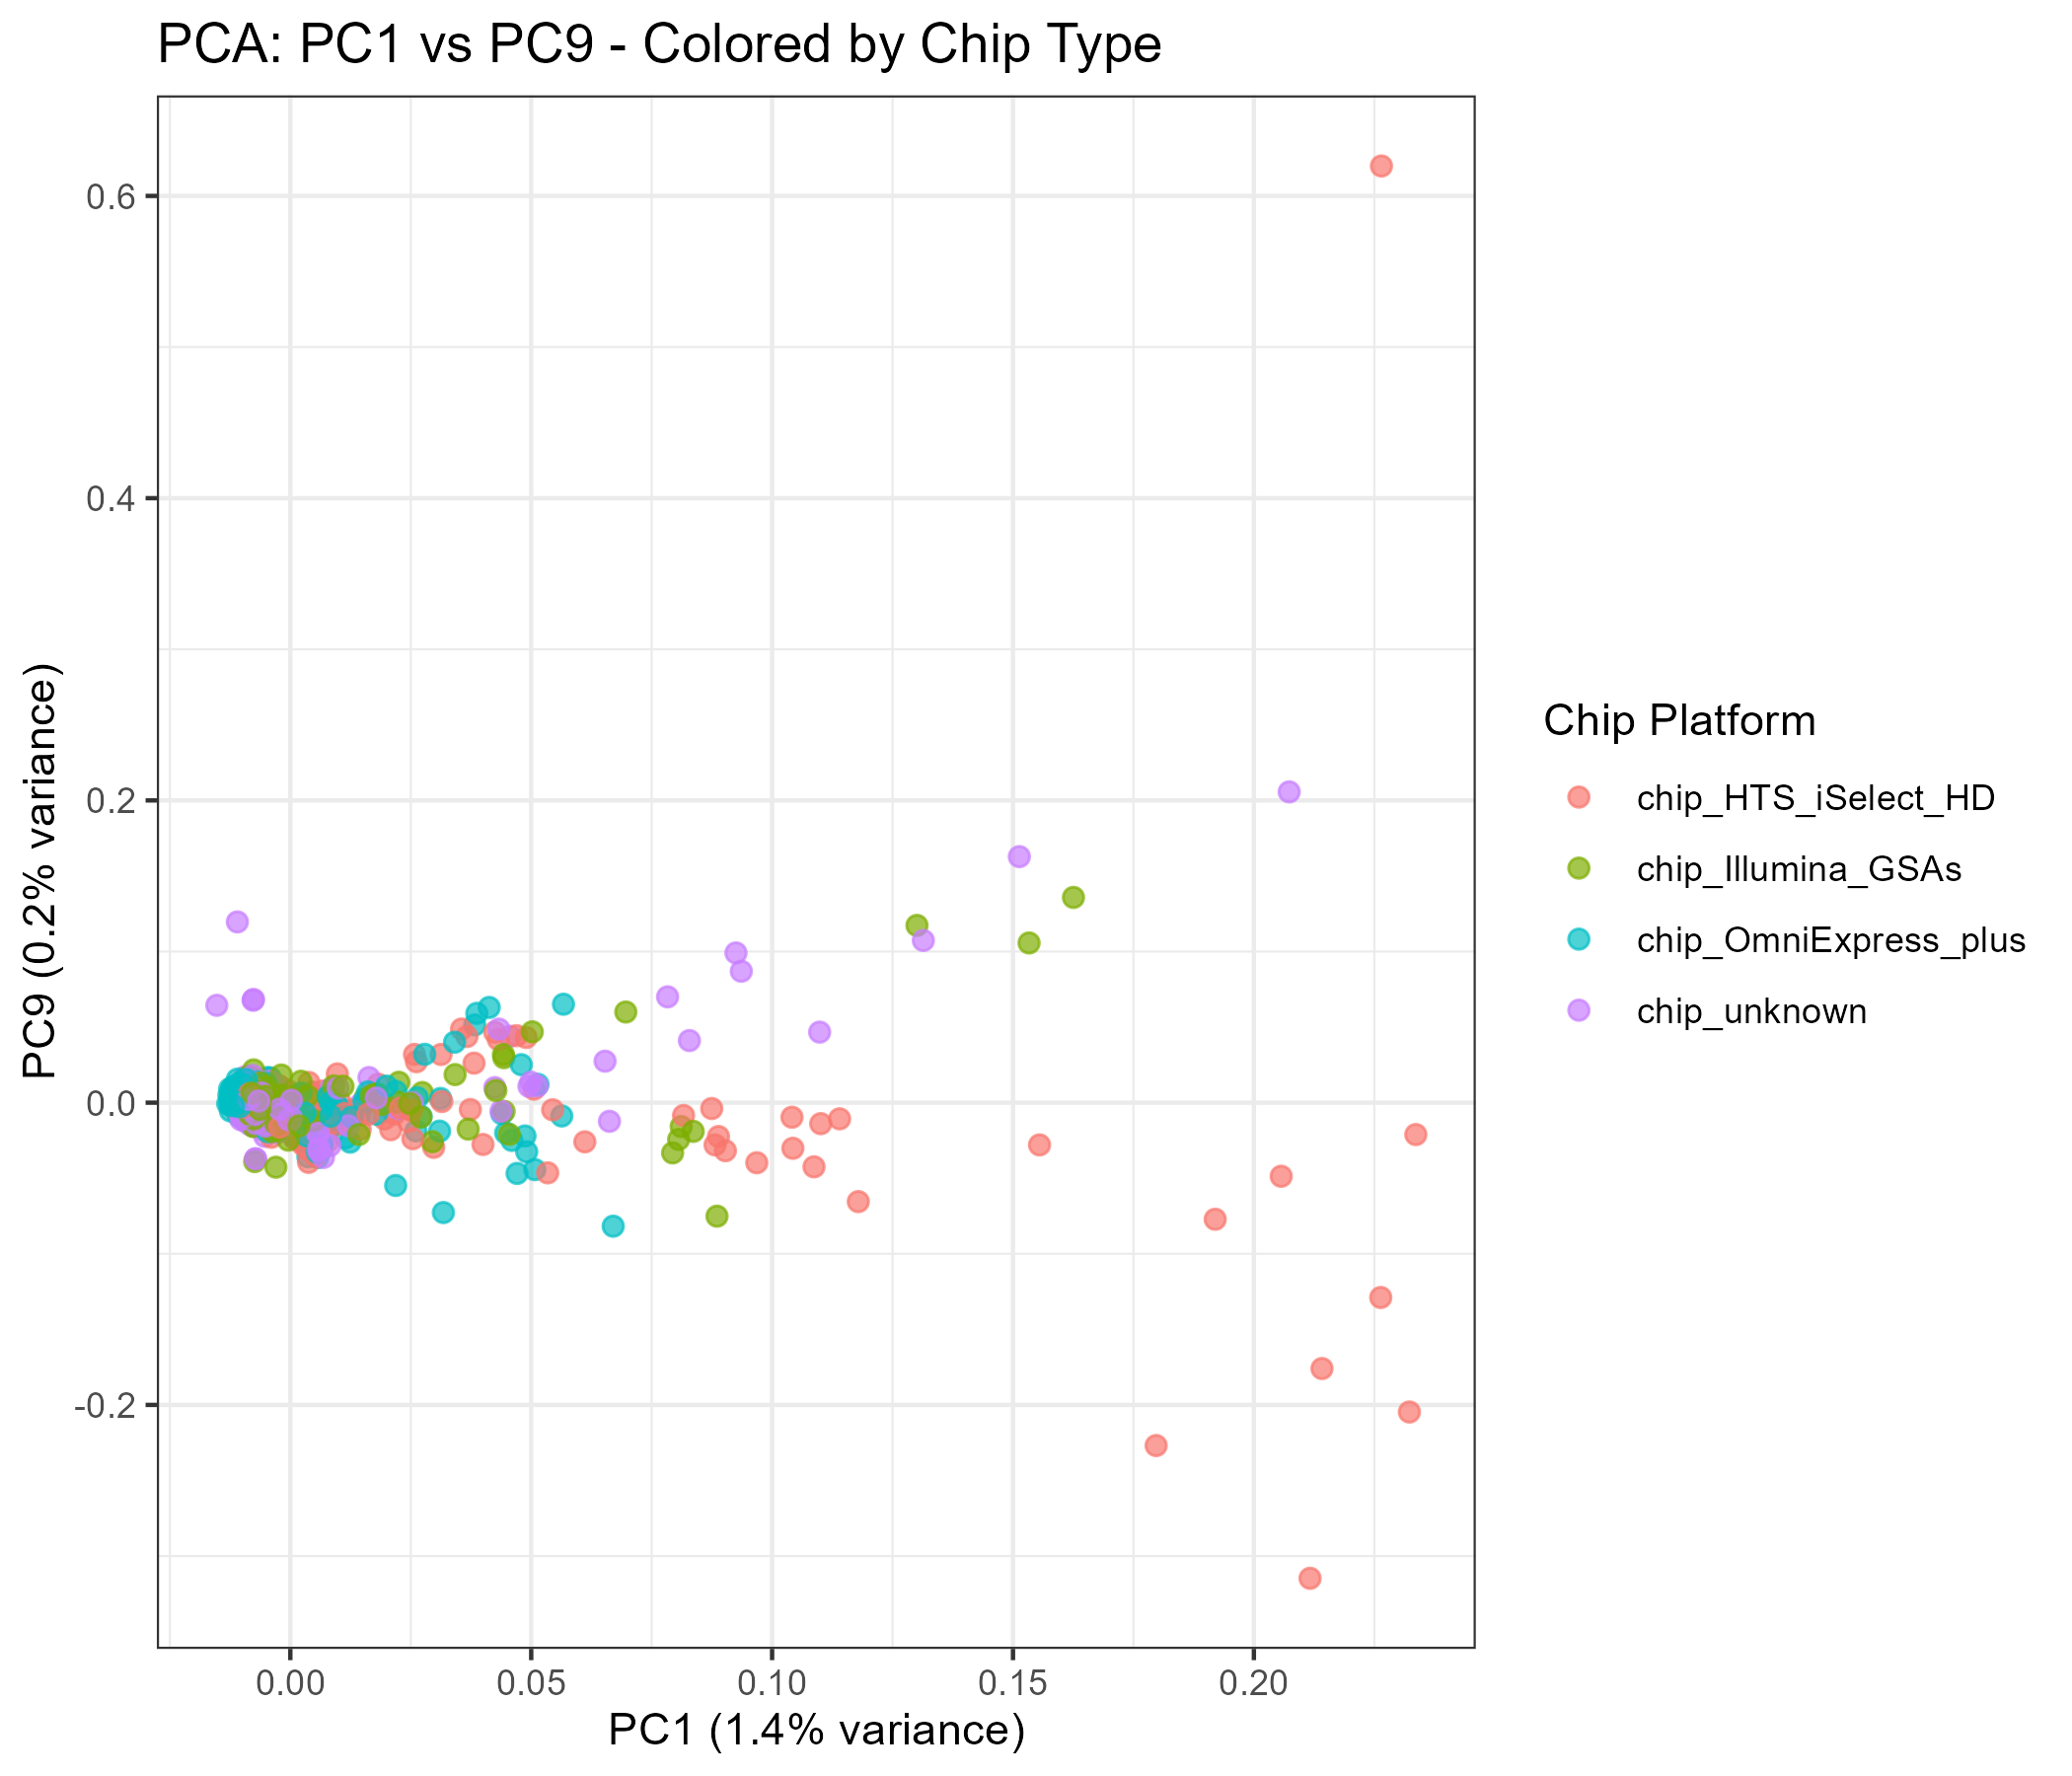 PCA: PC1 vs PC9 - Colored by Chip Type
PC9 (0.2% variance)
0.6
0.4
0.2
0.0
-0.2
0.00 0.05 0.10 0.15 0.20
PC1 (1.4% variance)
Chip Platform
chip_HTS_iSelect_HD
chip_Illumina_GSAs
chip_OmniExpress_plus
chip_unknown